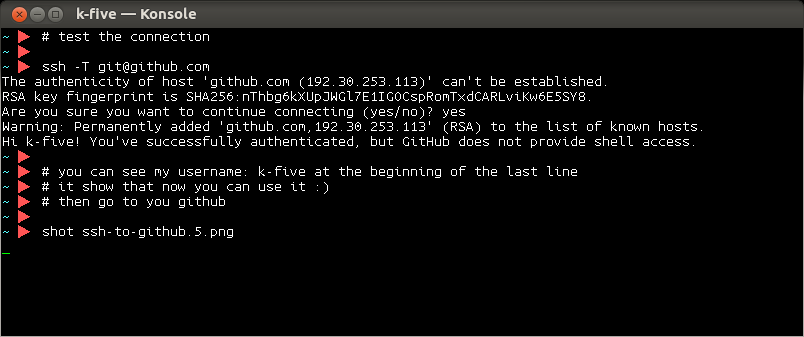 k-five — Konsole
~ # test the connection
~
~ ssh -T git@github.com
The authenticity of host 'github.com (192.30.253.113)' can't be established.
RSA key fingerprint is SHA256:nThbg6kXUpJWGl7E1IGOCspRomTxdCARLviKw6E5SY8.
Are you sure you want to continue connecting (yes/no)? yes
Warning: Permanently added 'github.com,192.30.253.113' (RSA) to the list of known hosts.
Hi k-five! You've successfully authenticated, but GitHub does not provide shell access.
~
~ # you can see my username: k-five at the beginning of the last line
~ # it show that now you can use it :)
~ # then go to you github
~
~ shot ssh-to-github.5.png
_